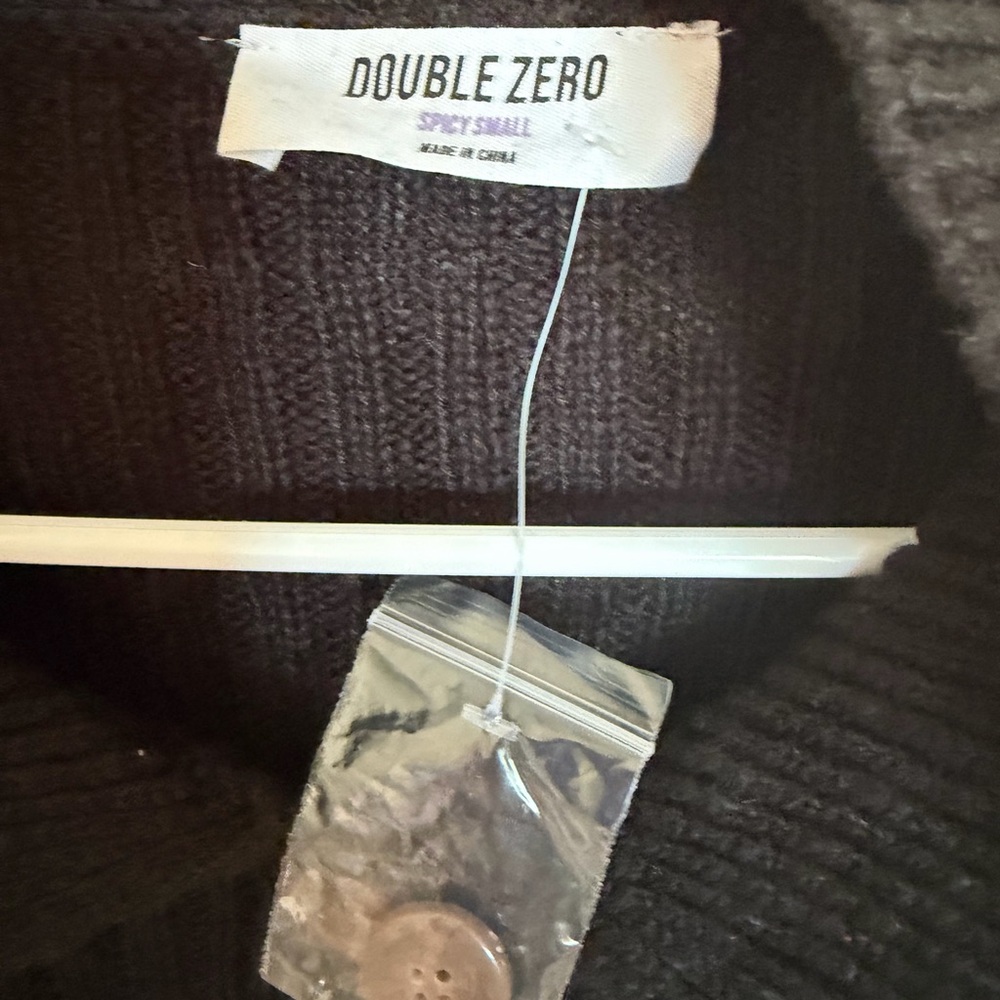 DOUBLE ZERO
SPICY SMALL
MADE IN CHINA